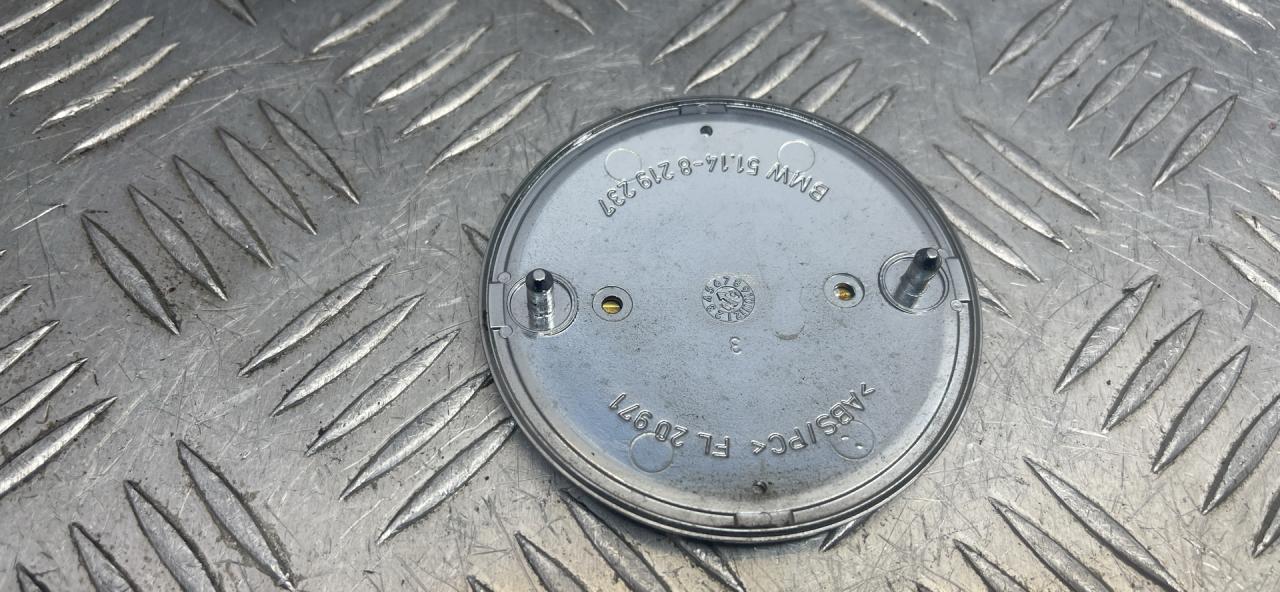 BMW 51.14-8 219 237
3
>ABS/PC< FL 20 971